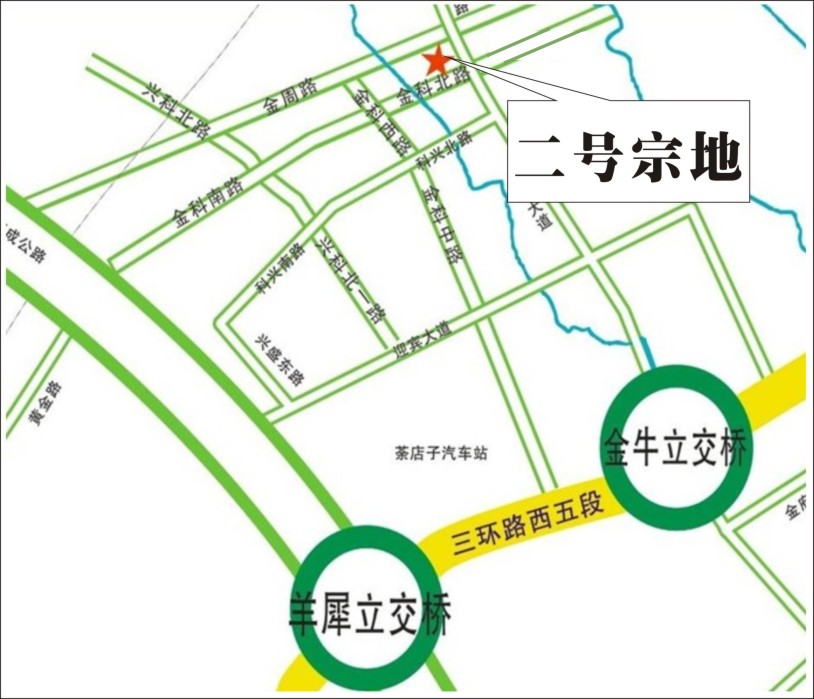 路
兴科北路
金周路
金科西路
金科北路
二号宗地
科兴北路
金科南路
金科中路
大道
成公路
科兴南路
兴科北一路
兴盛东路
迎宾大道
黄金路
茶店子汽车站
金牛立交桥
金府
三环路西五段
羊犀立交桥